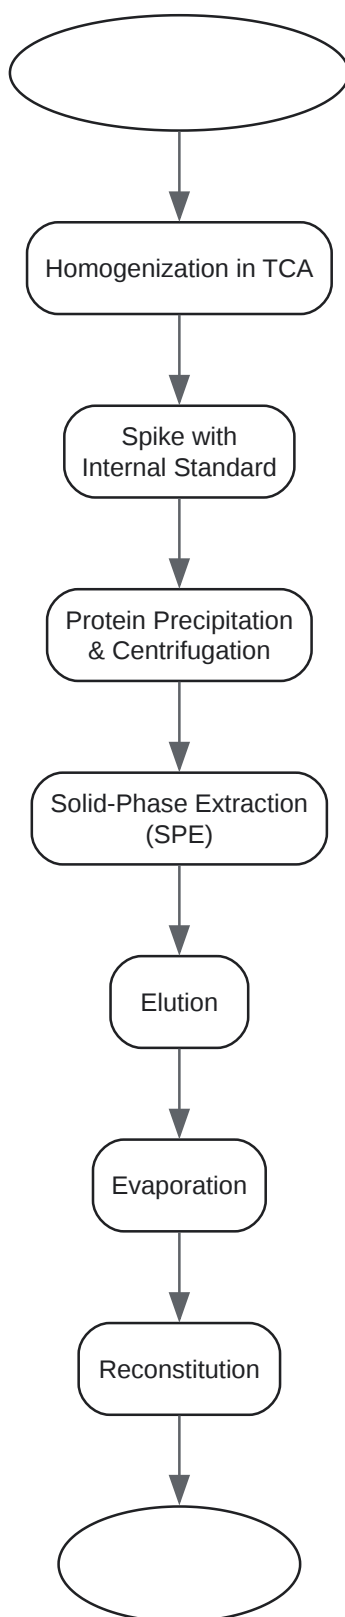 Homogenization in TCA
Spike with
Internal Standard
Protein Precipitation
& Centrifugation
Solid-Phase Extraction
(SPE)
Elution
Evaporation
Reconstitution